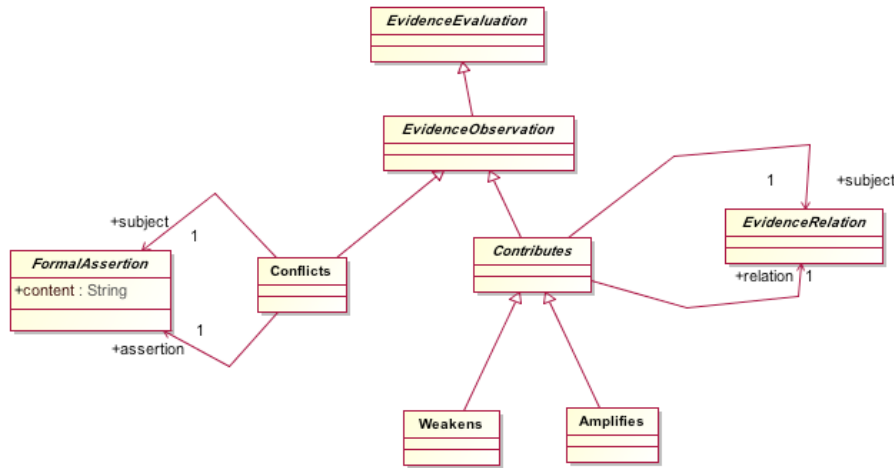 EvidenceEvaluation
EvidenceObservation
+subject
1
1
+subject
FormalAssertion
+content : String
Conflicts
Contributes
EvidenceRelation
+relation
1
1
+assertion
Weakens
Amplifies